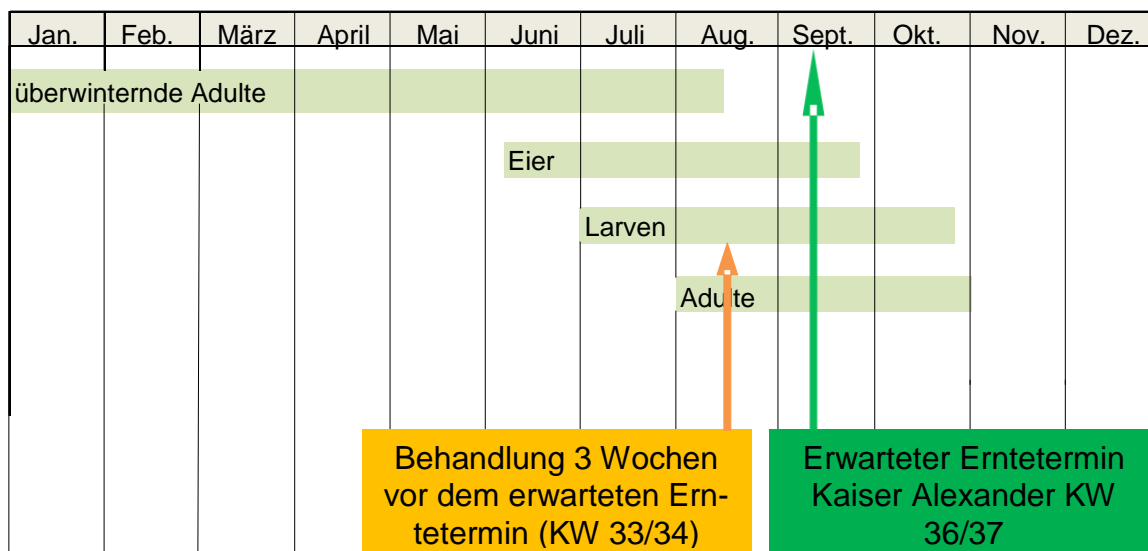 Jan. Feb. März April Mai Juni Juli Aug. Sept. Okt. Nov. Dez.
überwinternde Adulte
Eier
Larven
Adulte
Behandlung 3 Wochen
vor dem erwarteten Ern-
tetermin (KW 33/34)
Erwarteter Erntetermin
Kaiser Alexander KW
36/37